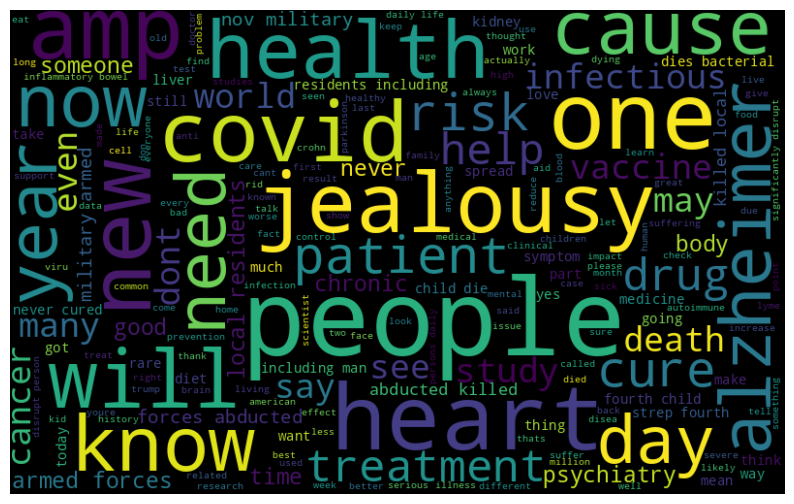 amp
health
cause
nov military
daily life
kidney
use
eat
old
doctor
problem
keep
thought
age
work
actually
dying
dies bacterial
long
someone
test
find
inflammatory bowel
liver
studies
residents including
high
infectious
live
now
still
world
seen
healthy
last
always
love
give
risk
one
food
year
even
take
everyone
life
cell
made
anti
parkinson
covid
help
killed local
alzheimer
significantly disrupt
new
support
military armed
data
don
every
bad
need
care
cant
rid
known
talk
worse
fact
never
crohn
first
result
family
man
show
spread
aid
blood
anything
reduce
learn
great
vaccine
due
may
suffering
let
jealousy
children
check
viru
dont
local residents
control
medical
clinical
human
body
common
infection
patient
symptom
impact
please
month
drug
sick
point
never cured
come
home
chronic
child die
mental
part
case
yes
medicine
autoimmune
lyme
many
good
prevention
much
scientist
people
said
issue
sure
going
increase
death
got
thank
two
face
look
called
cancer
will
treat
rare
diet
brain
including man
see
study
died
cure
make
tell
something
disrupt person
right
trump
living
say
abducted killed
back
fourth child
kid
youre
history
forces abducted
american
effect
less
heart
thing
thats
disea
strep fourth
severe
likely
think
today
know
want
best
used
day
armed forces
related
research
time
treatment
week
better
serious illness
different
suffer
million
well
psychiatry
mean
way